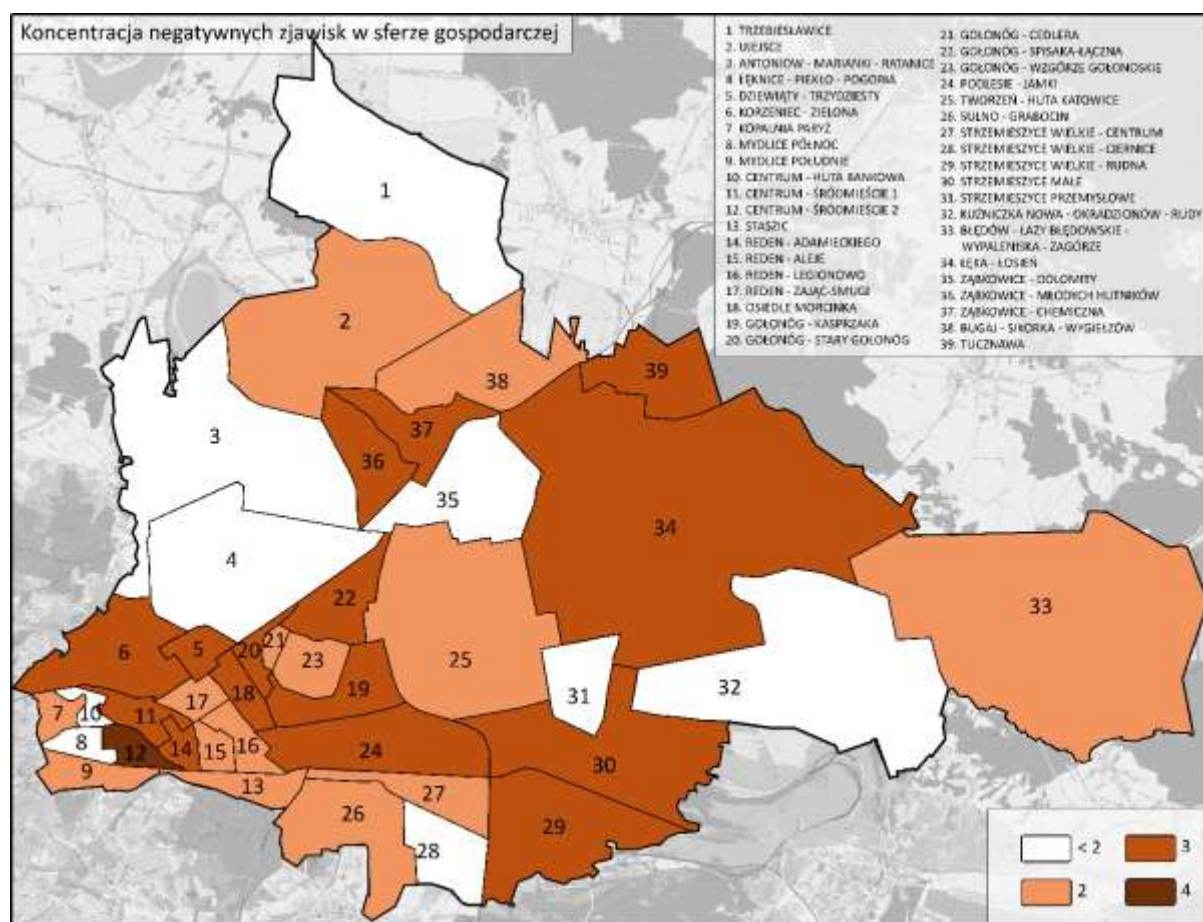 Koncentracja negatywnych zjawisk w sferze gospodarczej
1 TRZEBIESŁAWICE
2. UJEJSCE
3. ANTONIÓW - MARIANKI - RATANICE
4 ŁĘKNICE - PIEKŁO - POGORIA
5. DZIEWIĄTY - TRZYDZIESTY
6. KORZENIEC - ZIELONA
7. KOPALNIA PARYŻ
8. MYDLICE PÓŁNOC
9. MYDLICE POŁUDNIE
10. CENTRUM - HUTA BANKOWA
11. CENTRUM - ŚRÓDMIEŚCIE 1
12. CENTRUM - ŚRÓDMIEŚCIE 2
13. STASZIC
14. REDEN - ADAMIECKIEGO
15. REDEN - ALEJE
16. REDEN - LEGIONOWO
17. REDEN - ZAJĄC-SMUGI
18. OSIEDLE MORCINKA
19. GOŁONÓG - KASPRZAKA
20. GOŁONÓG - STARY GOŁONÓG
21. GOŁONÓG - CEDLERA
22. GOŁONÓG - SPISAKA-ŁĄCZNA
23. GOŁONÓG - WZGÓRZE GOŁONOSKIE
24. PODLESIE - JAMKI
25. TWORZEŃ - HUTA KATOWICE
26. SULNO - GRABOCIN
27. STRZEMIESZYCE WIELKIE - CENTRUM
28. STRZEMIESZYCE WIELKIE - CIERNICE
29. STRZEMIESZYCE WIELKIE - RUDNA
30. STRZEMIESZYCE MAŁE
STRZEMIESZYCE PRZEMYSŁOWE
32. KUŹNICZKA NOWA - OKRADZIONÓW - RUDY
33. BŁĘDÓW - ŁAZY BŁĘDOWSKIE -
WYPALENISKA - ZAGÓRZE
34. ŁĘKA - ŁOSIEŃ
35. ZĄBKOWICE - DOLOMITY
36. ZĄBKOWICE - MŁODYCH HUTNIKÓW
37. ZĄBKOWICE - CHEMICZNA
38. BUGAJ - SIKORKA - WYGIEŁZÓW
39. TUCZNAWA
1
2
38
39
37
3
36
35
34
4
22
33
6
5
20
21
23
25
17
18
19
31
32
7
10
11
8
12
14
15
16
24
30
9
13
27
26
29
28
< 2
3
2
4